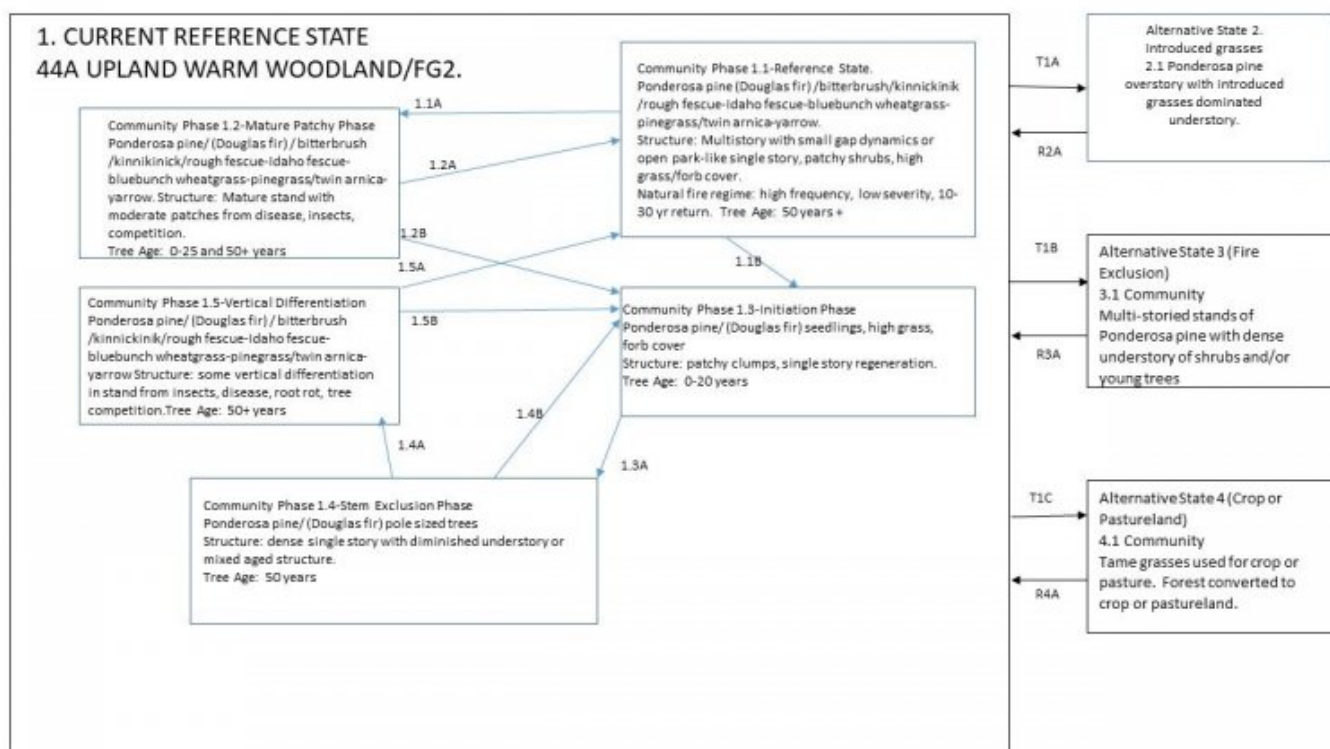 1. CURRENT REFERENCE STATE
44A UPLAND WARM WOODLAND/FG2.
Community Phase 1.1-Reference State.
Ponderosa pine (Douglas fir) /bitterbrush/kinnickinik
/rough fescue-Idaho fescue-bluebunch wheatgrass-
pinegrass/twin arnica-yarrow.
Structure: Multistory with small gap dynamics or
open park-like single story, patchy shrubs, high
grass/forb cover.
Natural fire regime: high frequency, low severity, 10-
30 yr return. Tree Age: 50 years +
1.1A
Community Phase 1.2-Mature Patchy Phase
Ponderosa pine/ (Douglas fir) / bitterbrush
/kinnikinick/rough fescue-Idaho fescue-
bluebunch wheatgrass-pinegrass/twin arnica-
yarrow. Structure: Mature stand with
moderate patches from disease, insects,
competition.
Tree Age: 0-25 and 50+ years
1.2A
1.2B
1.5A
1.1B
Community Phase 1.5-Vertical Differentiation
Ponderosa pine/ (Douglas fir) / bitterbrush
/kinnickinik/rough fescue-Idaho fescue-
bluebunch wheatgrass-pinegrass/twin arnica-
yarrow Structure: some vertical differentiation
in stand from insects, disease, root rot, tree
competition.Tree Age: 50+ years
1.5B
Community Phase 1.3-Initiation Phase
Ponderosa pine/ (Douglas fir) seedlings, high grass,
forb cover
Structure: patchy clumps, single story regeneration.
Tree Age: 0-20 years
1.4B
1.4A
1.3A
Community Phase 1.4-Stem Exclusion Phase
Ponderosa pine/ (Douglas fir) pole sized trees
Structure: dense single story with diminished understory or
mixed aged structure.
Tree Age: 50 years
T1A
R2A
Alternative State 2.
Introduced grasses
2.1 Ponderosa pine
overstory with introduced
grasses dominated
understory.
T1B
R3A
Alternative State 3 (Fire
Exclusion)
3.1 Community
Multi-storied stands of
Ponderosa pine with dense
understory of shrubs and/or
young trees
T1C
R4A
Alternative State 4 (Crop or
Pastureland)
4.1 Community
Tame grasses used for crop or
pasture. Forest converted to
crop or pastureland.